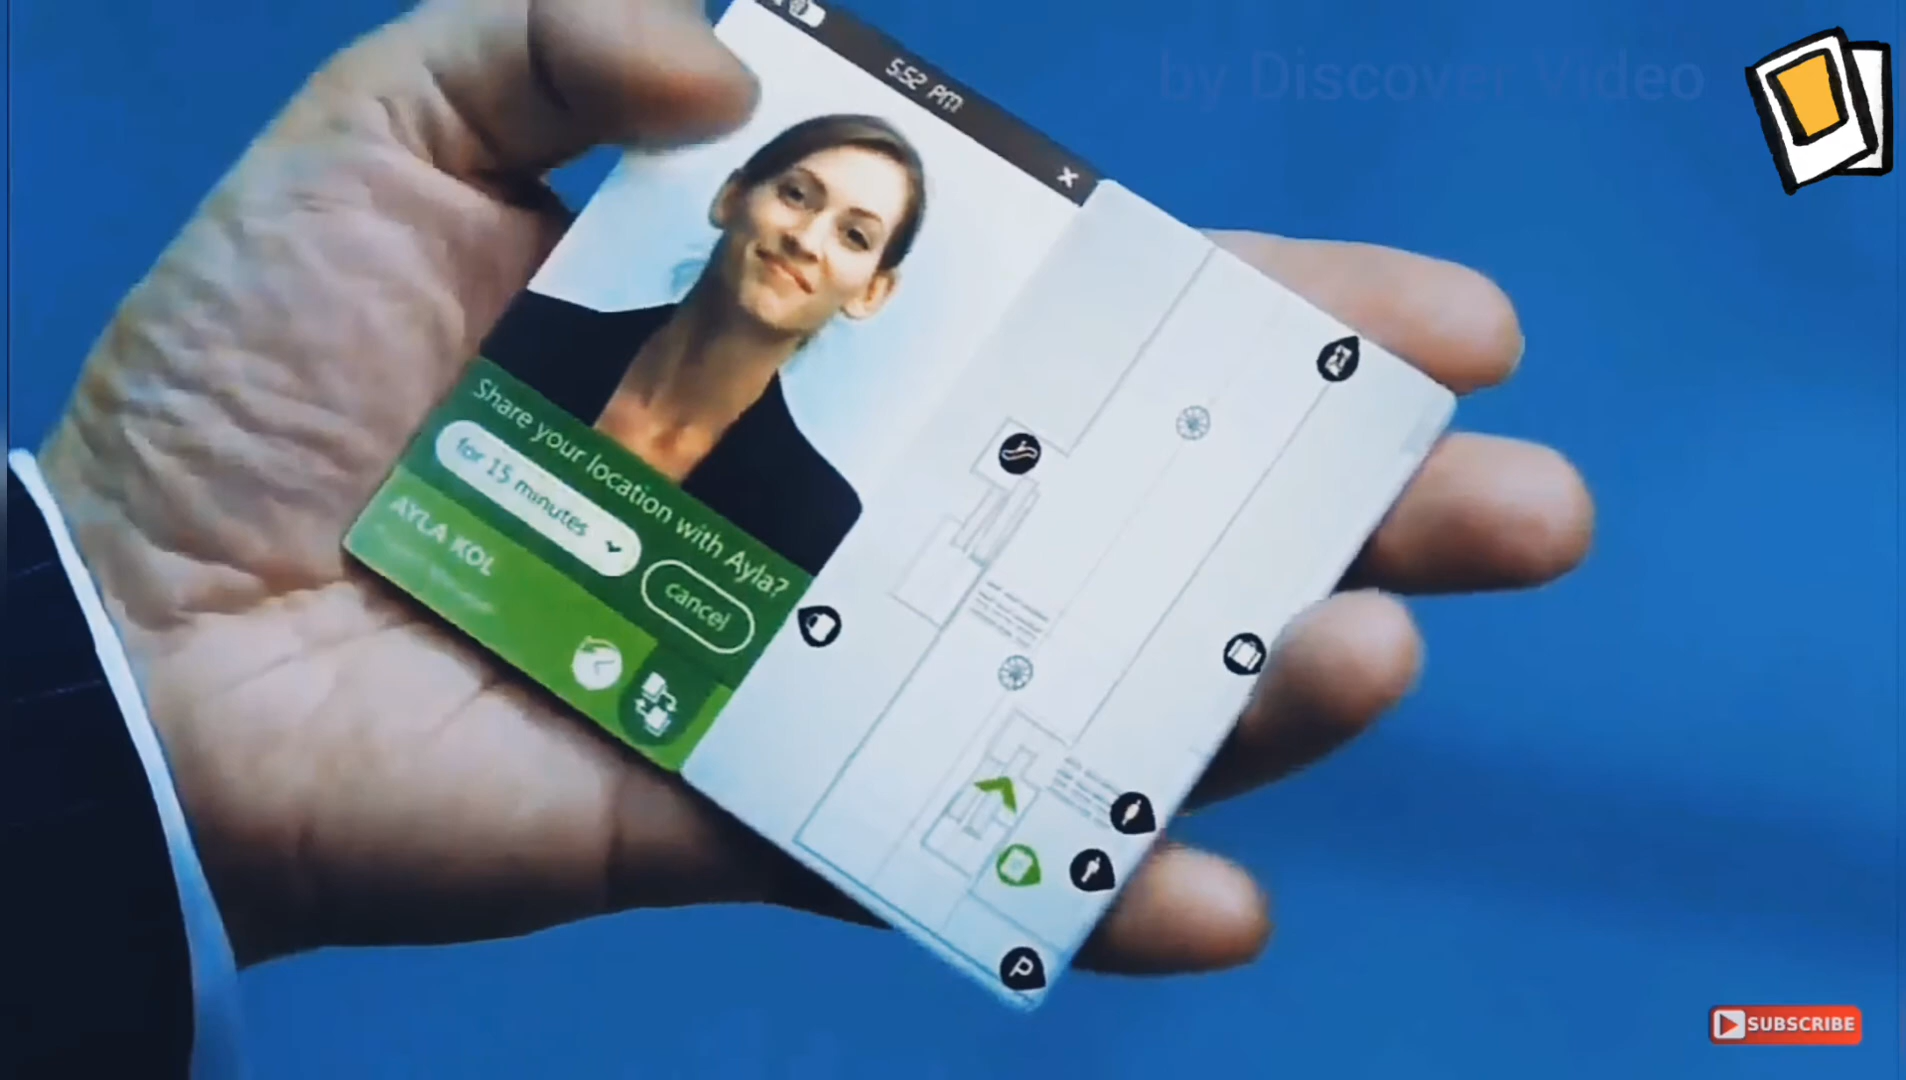 by Discover Video
5:52 PM
Share your location with Ayla?
for 15 minutes
cancel
AYLA KOL
P
SUBSCRIBE